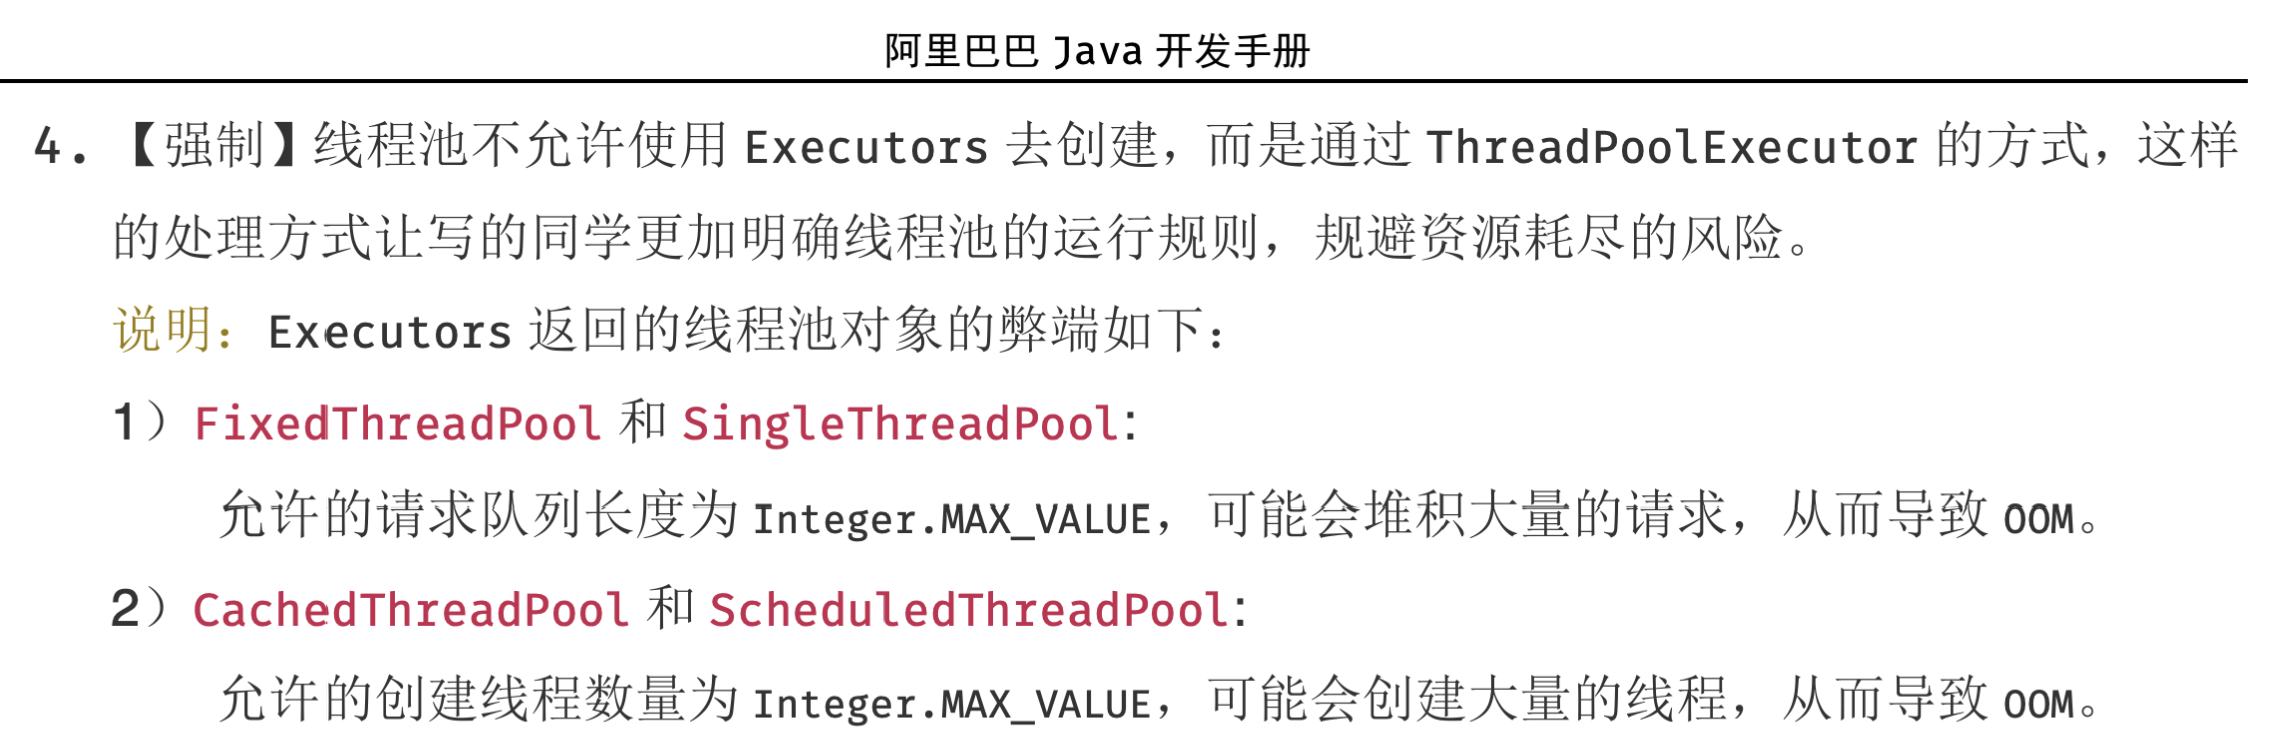 阿里巴巴 Java 开发手册
4. 【强制】线程池不允许使用 Executors 去创建，而是通过 ThreadPoolExecutor 的方式，这样
的处理方式让写的同学更加明确线程池的运行规则，规避资源耗尽的风险。
说明：Executors 返回的线程池对象的弊端如下：
1）FixedThreadPool 和 SingleThreadPool:
允许的请求队列长度为 Integer.MAX_VALUE，可能会堆积大量的请求，从而导致 OOM。
2）CachedThreadPool 和 ScheduledThreadPool:
允许的创建线程数量为 Integer.MAX_VALUE，可能会创建大量的线程，从而导致 OOM。